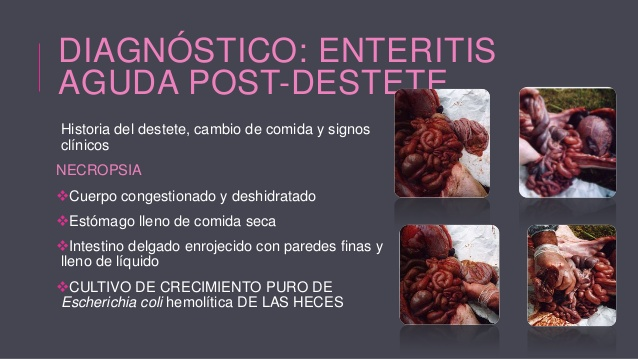 DIAGNÓSTICO: ENTERITIS
AGUDA POST-DESTETE
Historia del destete, cambio de comida y signos
clínicos
NECROPSIA
❖Cuerpo congestionado y deshidratado
❖Estómago lleno de comida seca
❖Intestino delgado enrojecido con paredes finas y
lleno de líquido
❖CULTIVO DE CRECIMIENTO PURO DE
Escherichia coli hemolítica DE LAS HECES